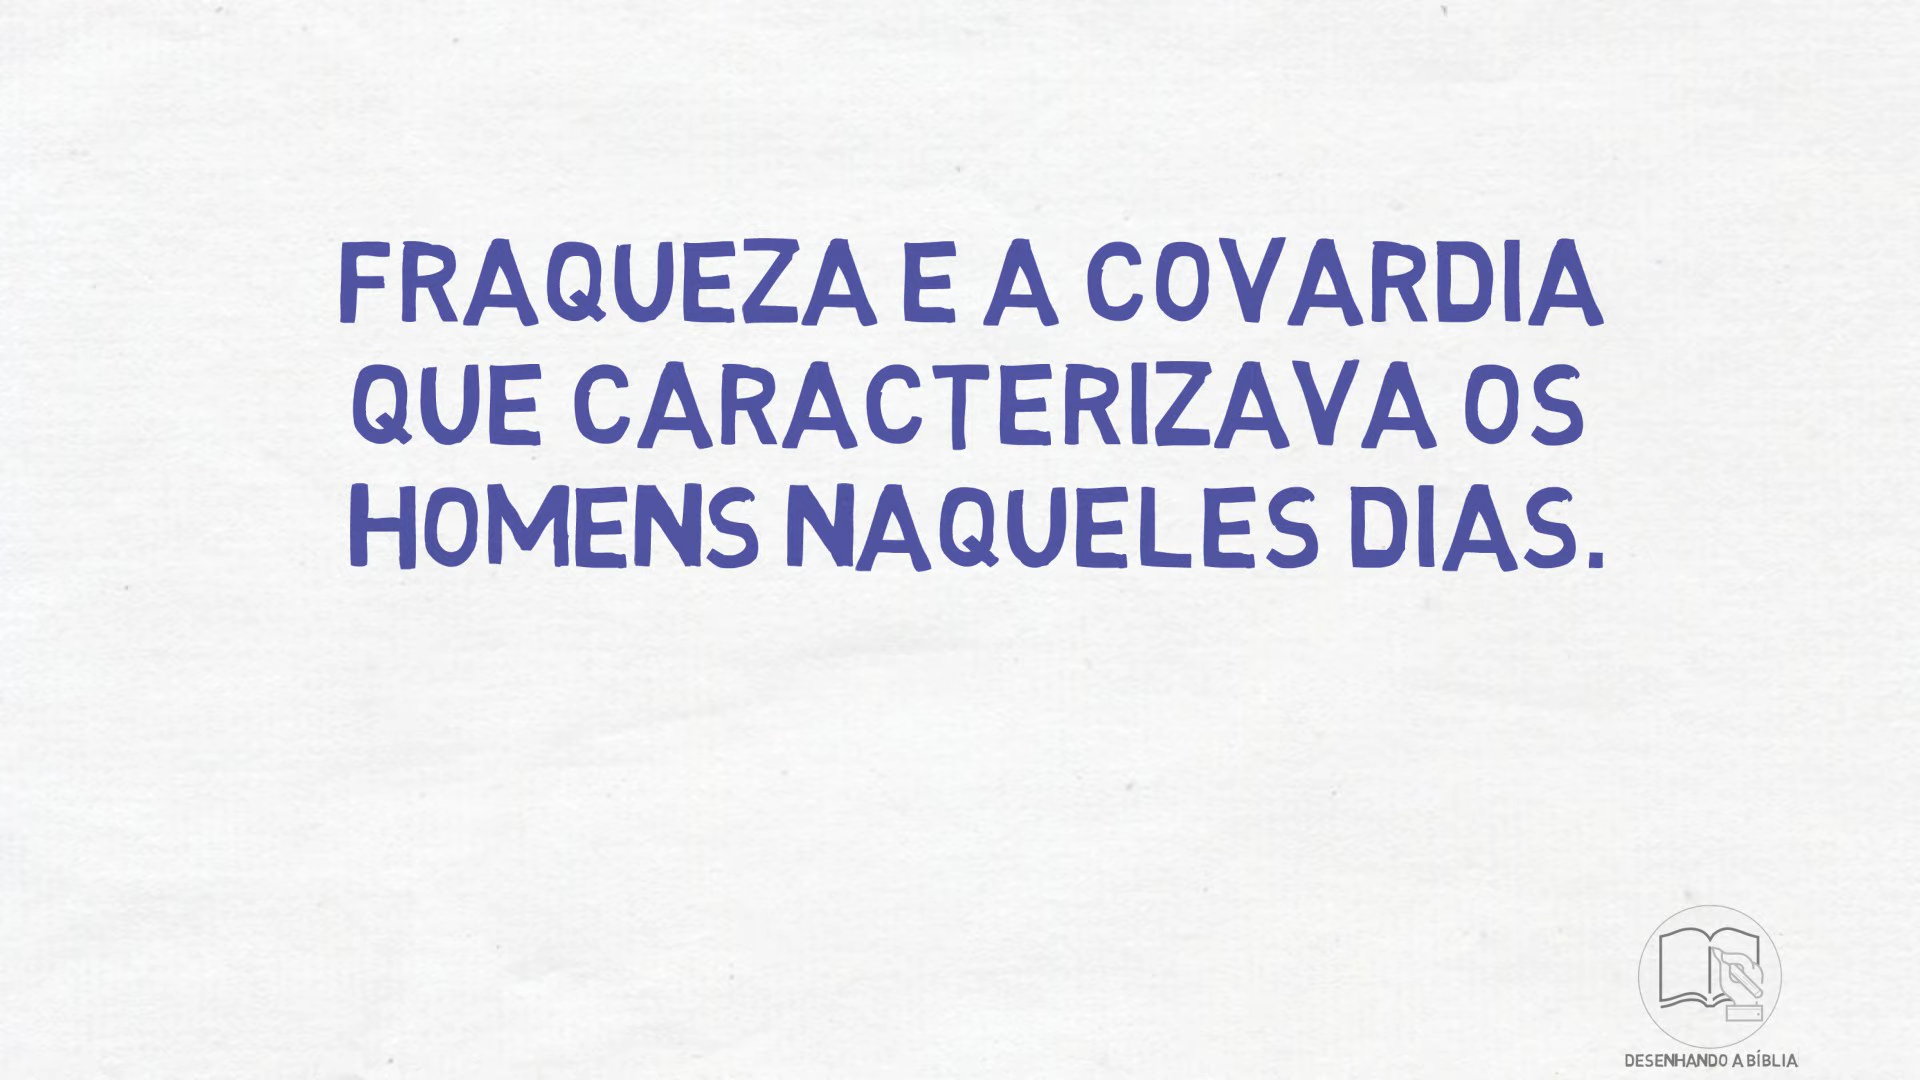 FRAQUEZA E A COVARDIA
QUE CARACTERIZAVA OS
HOMENS NAQUELES DIAS.
DESENHANDO A BÍBLIA